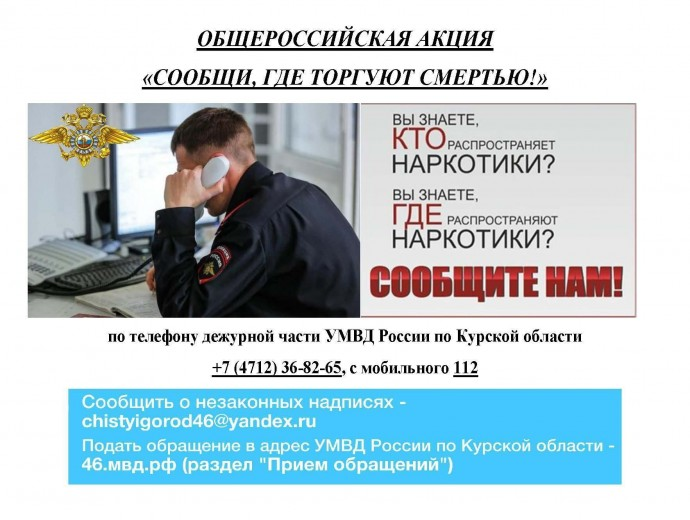 ОБЩЕРОССИЙСКАЯ АКЦИЯ
«СООБЩИ, ГДЕ ТОРГУЮТ СМЕРТЬЮ!»
ВЫ ЗНАЕТЕ,
КТО РАСПРОСТРАНЯЕТ
НАРКОТИКИ?
ВЫ ЗНАЕТЕ,
ГДЕ РАСПРОСТРАНЯЮТ
НАРКОТИКИ?
СООБЩИТЕ НАМ!
по телефону дежурной части УМВД России по Курской области
+7 (4712) 36-82-65, с мобильного 112
Сообщить о незаконных надписях -
chistyigorod46@yandex.ru
Подать обращение в адрес УМВД России по Курской области -
46.мвд.рф (раздел "Прием обращений")